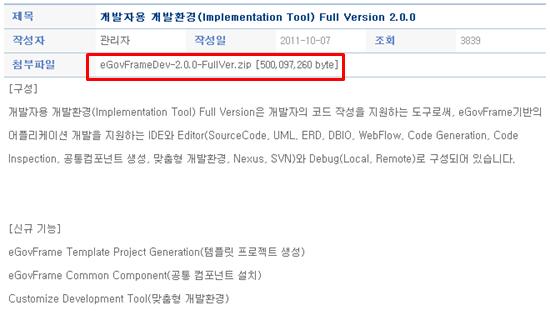 제목 개발자용 개발환경(Implementation Tool) Full Version 2.0.0
작성자 관리자 작성일 2011-10-07 조회 3839
첨부파일 eGovFrameDev-2.0.0-FullVer.zip [500,097,260 byte]
[구성]
개발자용 개발환경(Implementation Tool) Full Version은 개발자의 코드 작성을 지원하는 도구로써, eGovFrame기반의
어플리케이션 개발을 지원하는 IDE와 Editor(SourceCode, UML, ERD, DBIO, WebFlow, Code Generation, Code
Inspection, 공통컴포넌트 생성, 맞춤형 개발환경, Nexus, SVN)와 Debug(Local, Remote)로 구성되어 있습니다.
[신규 기능]
eGovFrame Template Project Generation(템플릿 프로젝트 생성)
eGovFrame Common Component(공통 컴포넌트 설치)
Customize Development Tool(맞춤형 개발환경)